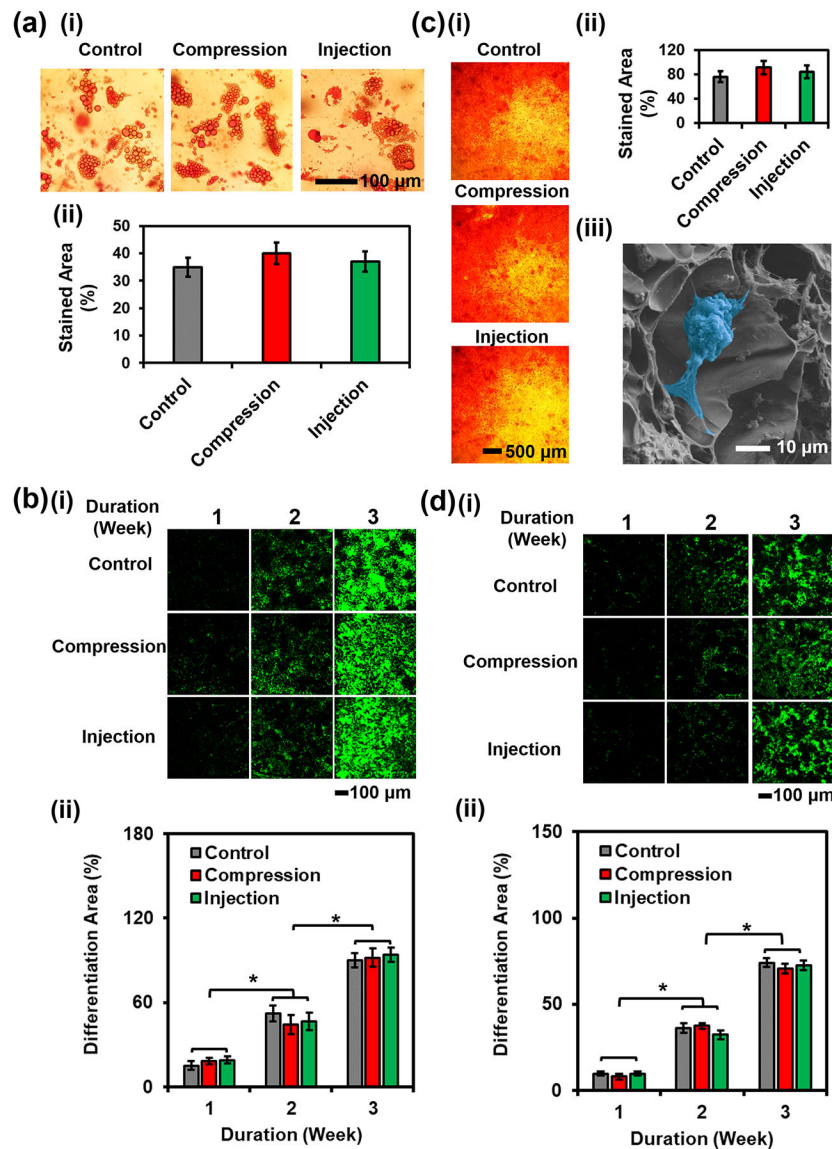 (a) (i)
Control Compression Injection
100 μm
(ii)
50
40
30
20
10
0
Stained Area
(%)
Control
Compression
Injection
(c) (i)
Control
Compression
Injection
500 μm
(ii)
120
80
40
0
Stained Area
(%)
Control
Compression
Injection
(iii)
10 μm
(b) (i)
Duration
(Week)
1 2 3
Control
Compression
Injection
100 μm
(ii)
180
120
60
0
Differentiation Area (%)
Control
Compression
Injection
*
*
1 2 3
Duration (Week)
(d) (i)
Duration
(Week)
1 2 3
Control
Compression
Injection
100 μm
(ii)
150
100
50
0
Differentiation Area (%)
Control
Compression
Injection
*
*
1 2 3
Duration (Week)